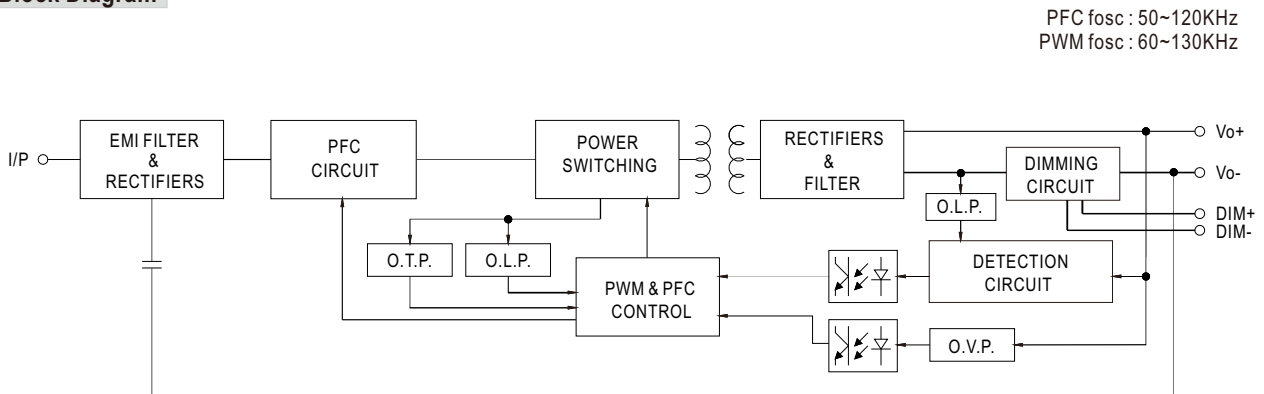 Block Diagram
PFC fosc : 50~120KHz
PWM fosc : 60~130KHz
I/P
EMI FILTER
&
RECTIFIERS
PFC
CIRCUIT
POWER
SWITCHING
RECTIFIERS
&
FILTER
DIMMING
CIRCUIT
Vo+
Vo-
DIM+
DIM-
O.L.P.
O.T.P.
O.L.P.
PWM & PFC
CONTROL
DETECTION
CIRCUIT
O.V.P.